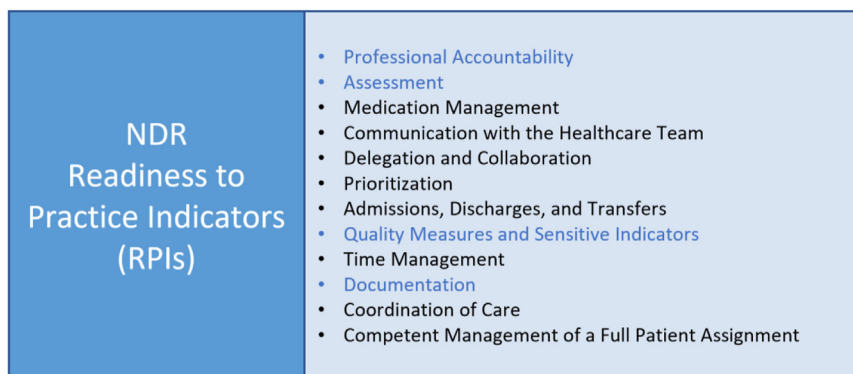 NDR
Readiness to
Practice Indicators
(RPIs)
• Professional Accountability
• Assessment
• Medication Management
• Communication with the Healthcare Team
• Delegation and Collaboration
• Prioritization
• Admissions, Discharges, and Transfers
• Quality Measures and Sensitive Indicators
• Time Management
• Documentation
• Coordination of Care
• Competent Management of a Full Patient Assignment